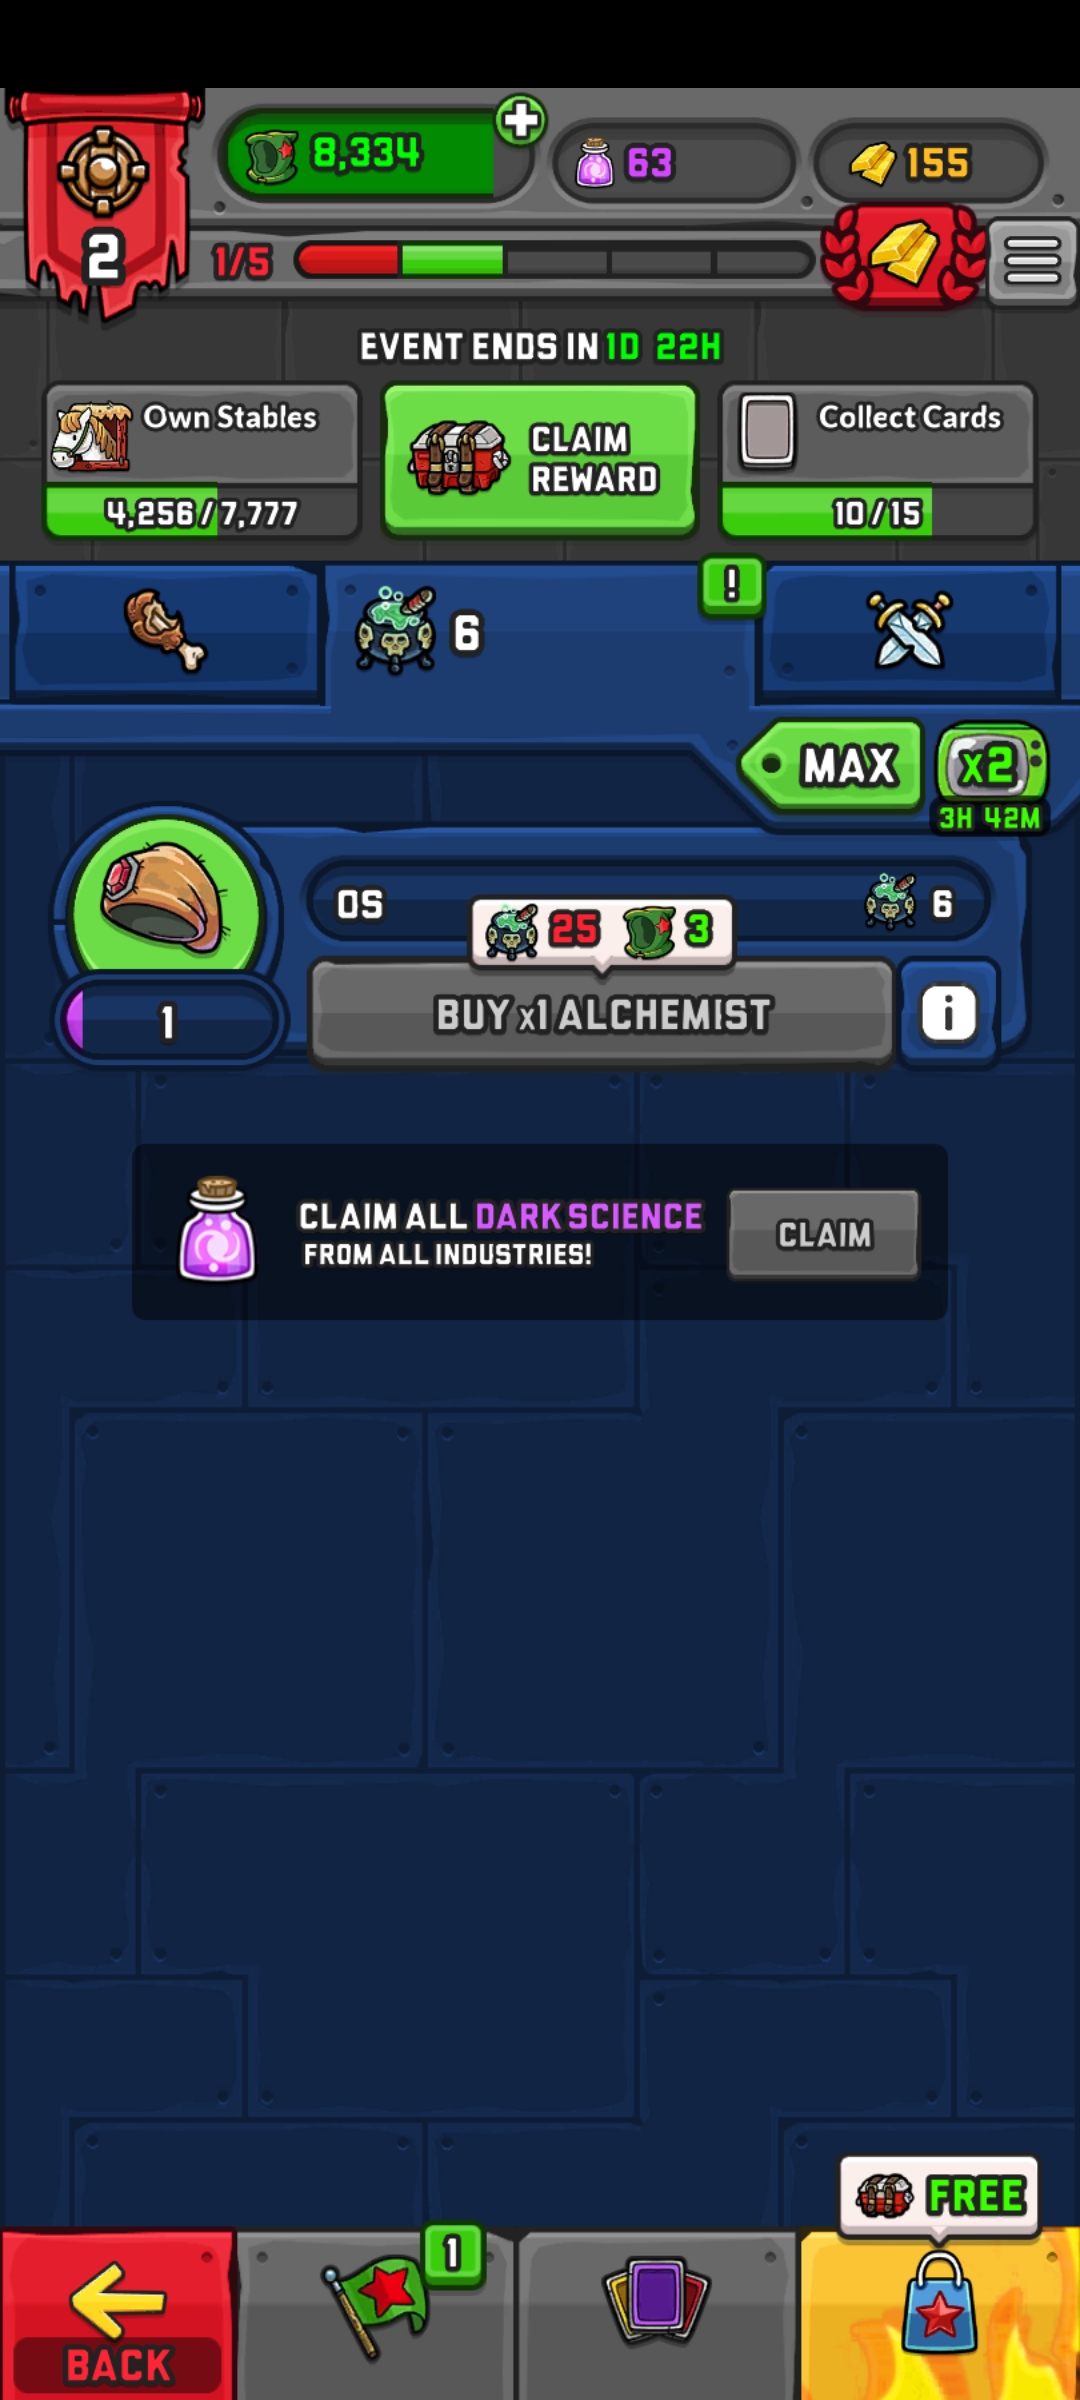 8,334
63
155
2
1/5
EVENT ENDS IN 1D 22H
Own Stables
4,256/7,777
CLAIM
REWARD
Collect Cards
10/15
6
!
MAX
x2
3H 42M
0S
6
25 3
1
BUY x1 ALCHEMIST
i
CLAIM ALL DARK SCIENCE
FROM ALL INDUSTRIES!
CLAIM
FREE
1
BACK